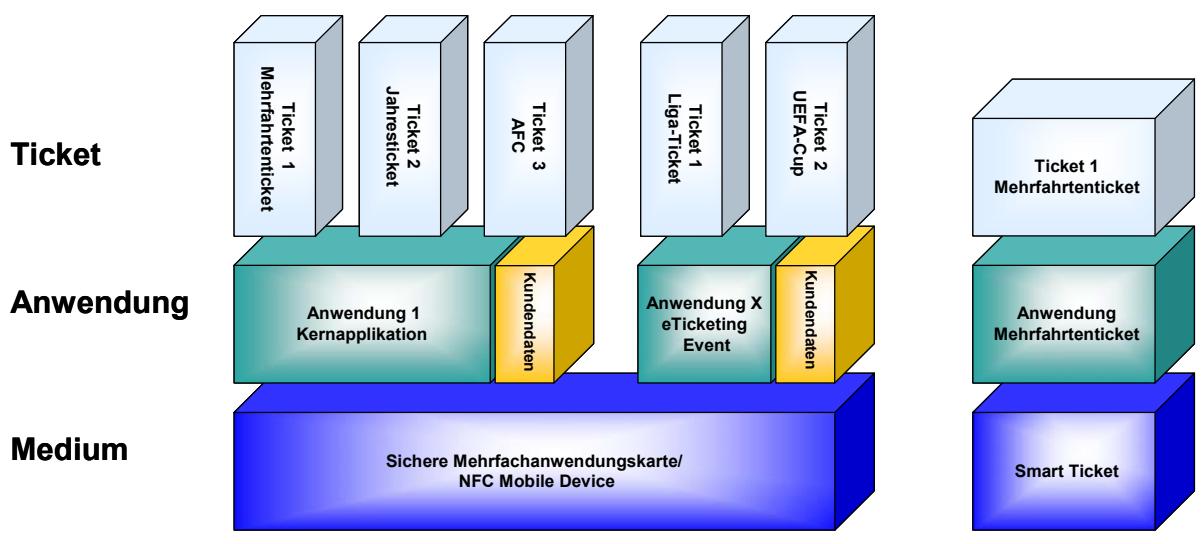 Ticket
Ticket 1
Mehrfahrtenticket
Ticket 2
Jahresticket
Ticket 3
AFC
Ticket 1
Liga-Ticket
Ticket 2
UEFA-Cup
Ticket 1
Mehrfahrtenticket
Anwendung
Anwendung 1
Kernapplikation
Kundendaten
Anwendung X
eTicketing
Event
Kundendaten
Anwendung
Mehrfahrtenticket
Medium
Sichere Mehrfachanwendungskarte/
NFC Mobile Device
Smart Ticket